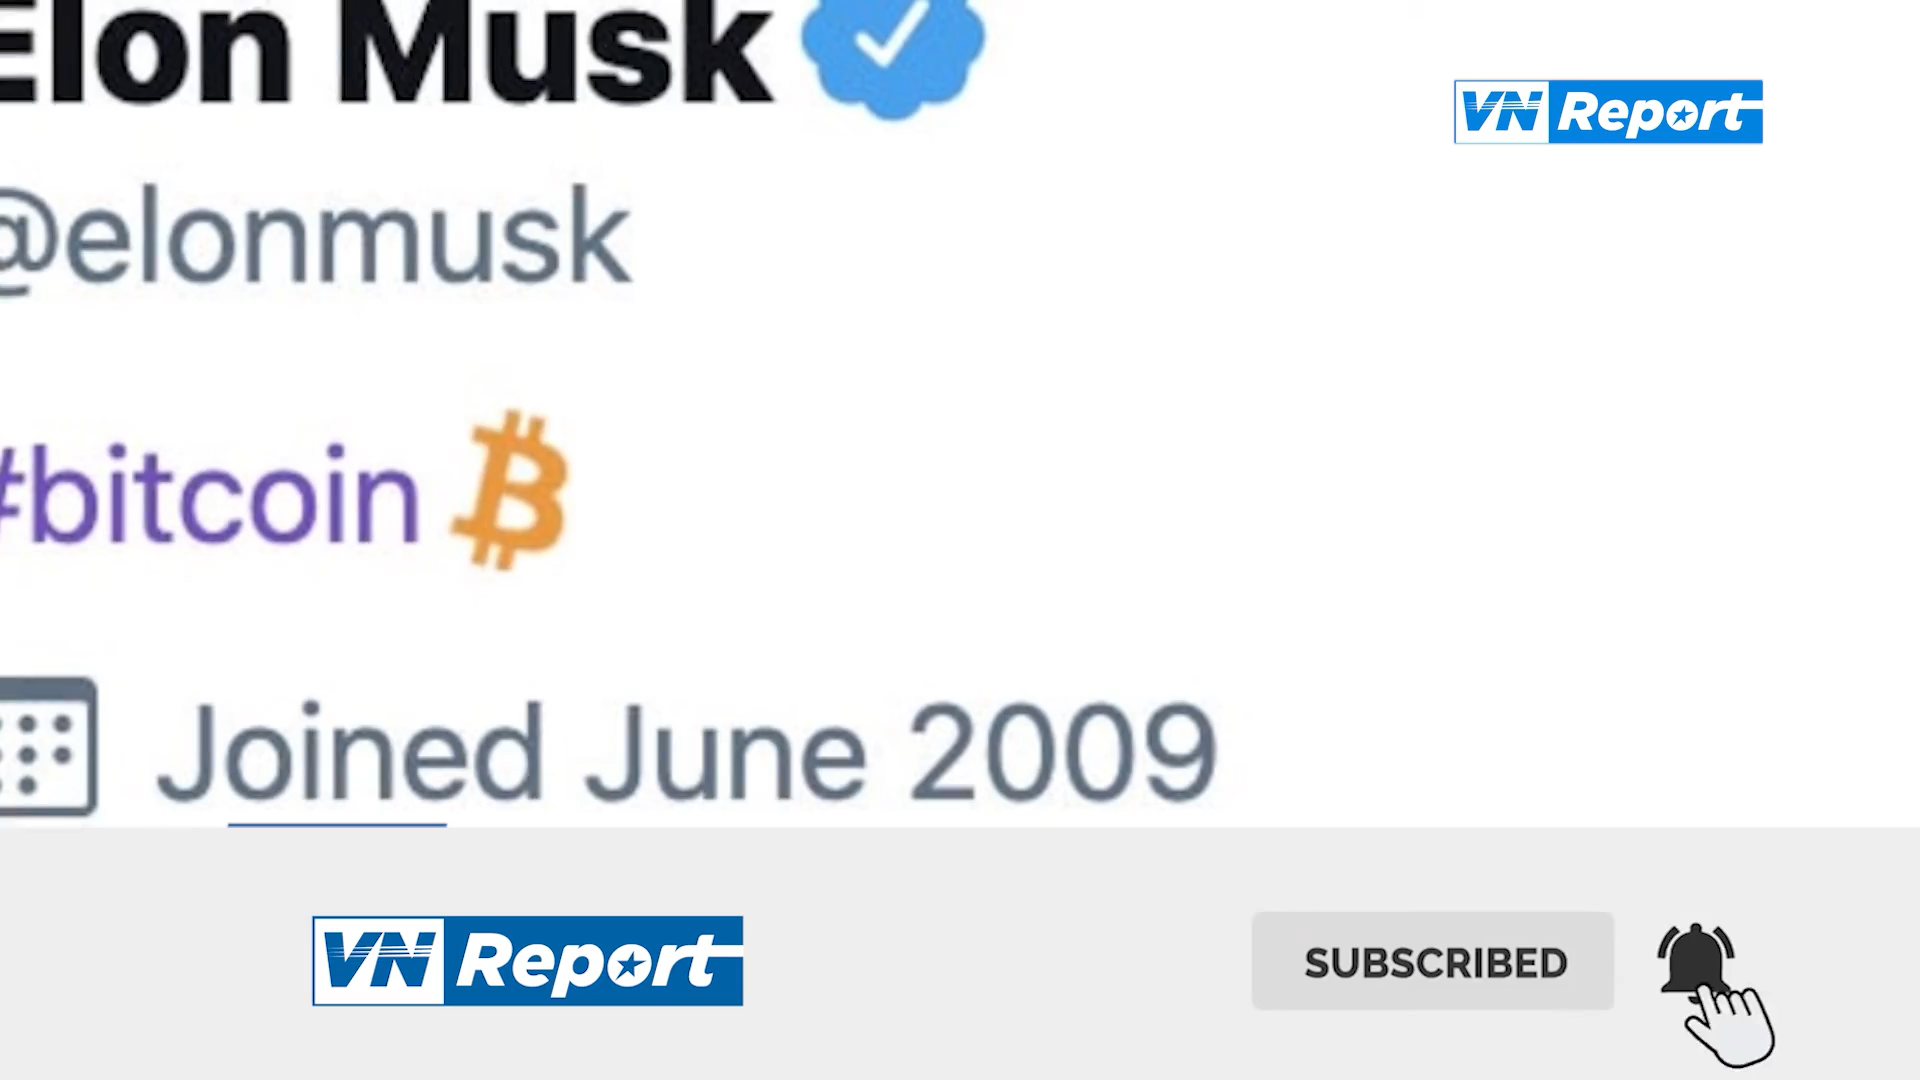 Elon Musk
VN Report
@elonmusk
#bitcoin
Joined June 2009
VN Report
SUBSCRIBED